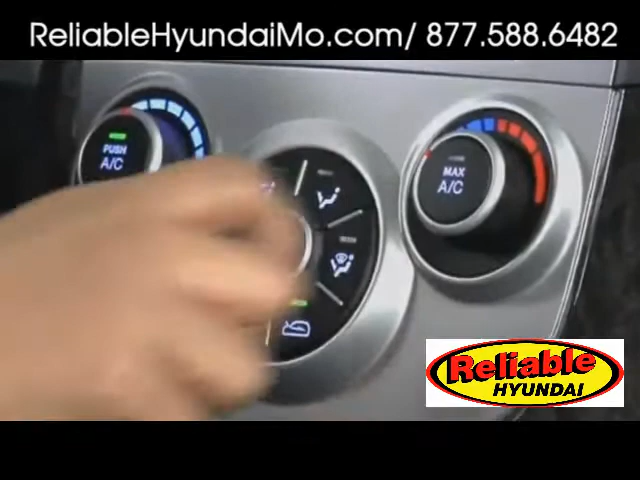 ReliableHyundaiMo.com/ 877.588.6482
PUSH
A/C
MAX
A/C
Reliable
HYUNDAI